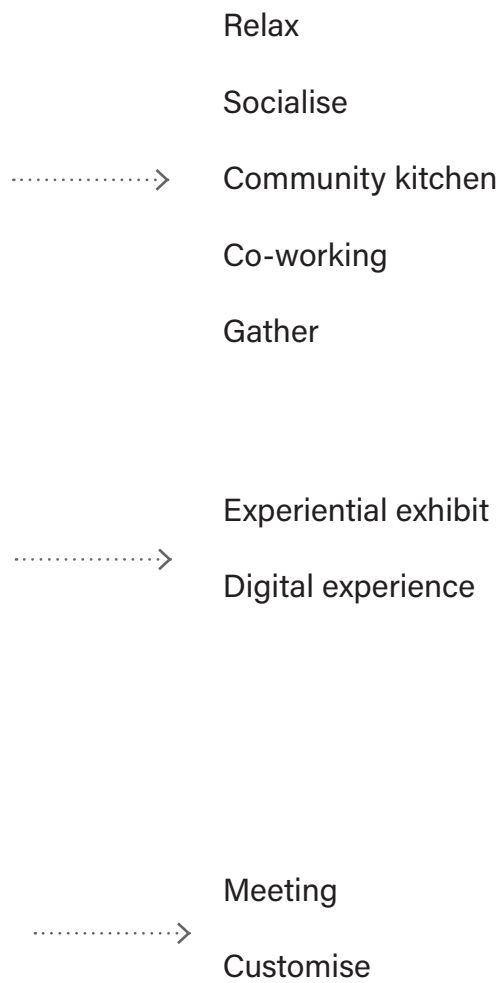 Relax
Socialise
Community kitchen
Co-working
Gather
Experiential exhibit
Digital experience
Meeting
Customise